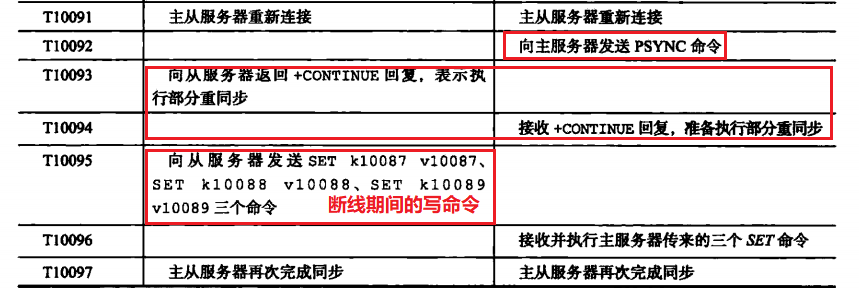 T10091 主从服务器重新连接 主从服务器重新连接
T10092 向主服务器发送 PSYNC 命令
T10093 向从服务器返回 +CONTINUE 回复，表示执
行部分重同步
T10094 接收 +CONTINUE 回复，准备执行部分重同步
T10095 向从服务器发送 SET k10087 v10087、
SET k10088 v10088、SET k10089
v10089 三个命令 断线期间的写命令
T10096 接收并执行主服务器传来的三个 SET 命令
T10097 主从服务器再次完成同步 主从服务器再次完成同步